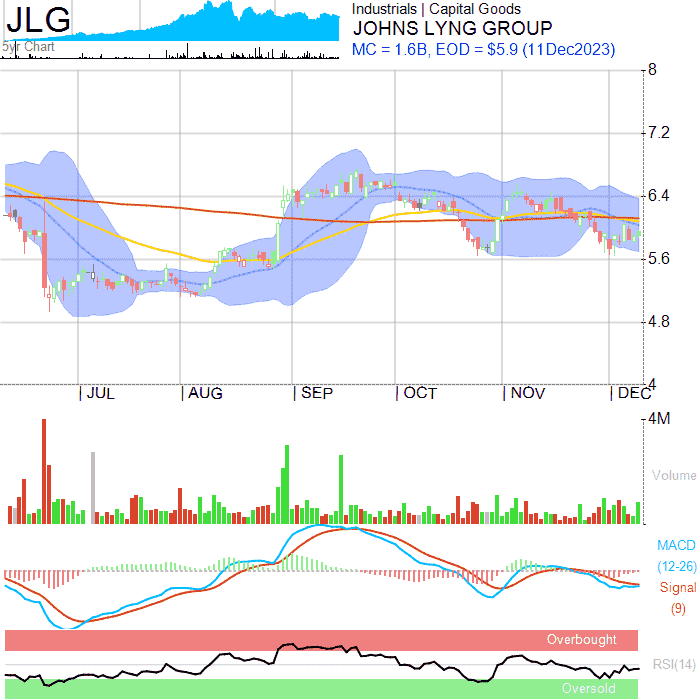 JLG
5yr Chart
Industrials | Capital Goods
JOHNS LYNG GROUP
MC = 1.6B, EOD = $5.9 (11Dec2023)
8
7.2
6.4
5.6
4.8
4
| JUL | AUG | SEP | OCT | NOV | DEC
4M
Volume
MACD
(12-26)
Signal
(9)
Overbought
RSI(14)
Oversold